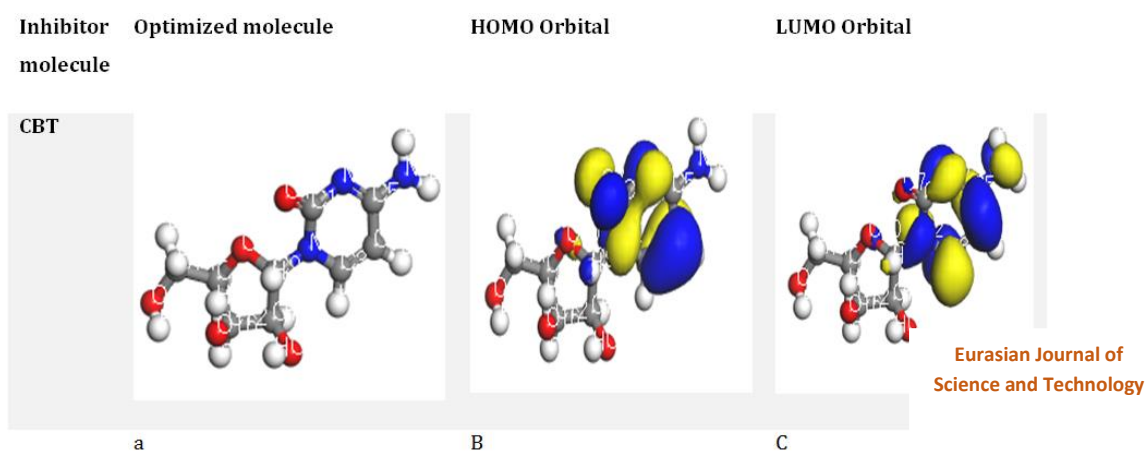 Inhibitor molecule Optimized molecule HOMO Orbital LUMO Orbital
CBT
Eurasian Journal of
Science and Technology
a B C